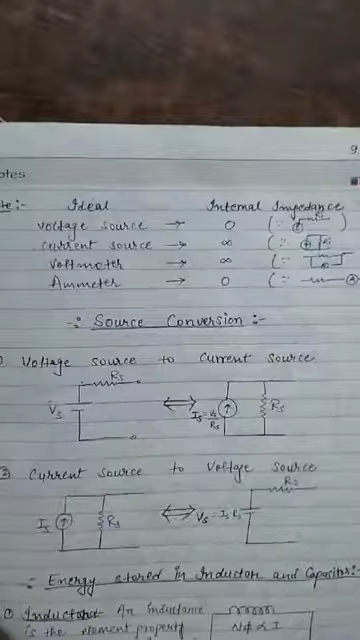 9
otes
te:- Ideal Internal Impedance
voltage source → 0 (∵
current source → ∞ (∵
voltmeter → ∞ (∵
Ammeter → 0 (∵ A
-: Source Conversion :-
) Voltage source to Current source
Rs
Vs ⟺ Is = Vs/Rs Rs
② Current source to Voltage source
Rs
Is Rs ⟺ Vs = Is Rs
:- Energy stored in Inductor and Capacitor:-
① Inductor An inductance
is the element property Nφ ∝ I